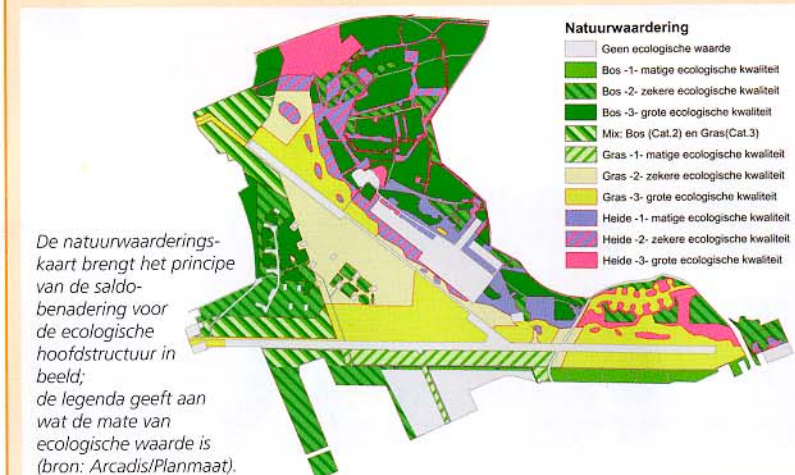 Natuurwaardering
Geen ecologische waarde
Bos -1- matige ecologische kwaliteit
Bos -2- zekere ecologische kwaliteit
Bos -3- grote ecologische kwaliteit
Mix: Bos (Cat.2) en Gras(Cat.3)
Gras -1- matige ecologische kwaliteit
Gras -2- zekere ecologische kwaliteit
Gras -3- grote ecologische kwaliteit
Heide -1- matige ecologische kwaliteit
Heide -2- zekere ecologische kwaliteit
Heide -3- grote ecologische kwaliteit
De natuurwaarderings-
kaart brengt het principe
van de saldo-
benadering voor
de ecologische
hoofdstructuur in
beeld;
de legenda geeft aan
wat de mate van
ecologische waarde is
(bron: Arcadis/Planmaat).